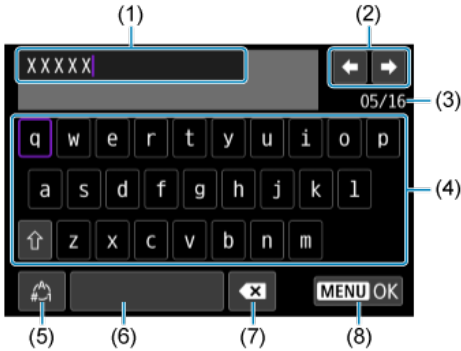 (1) (2)
XXXXX
05/16 (3)
q w e r t y u i o p
(4)
a s d f g h j k l
z x c v b n m
MENU OK
(5) (6) (7) (8)